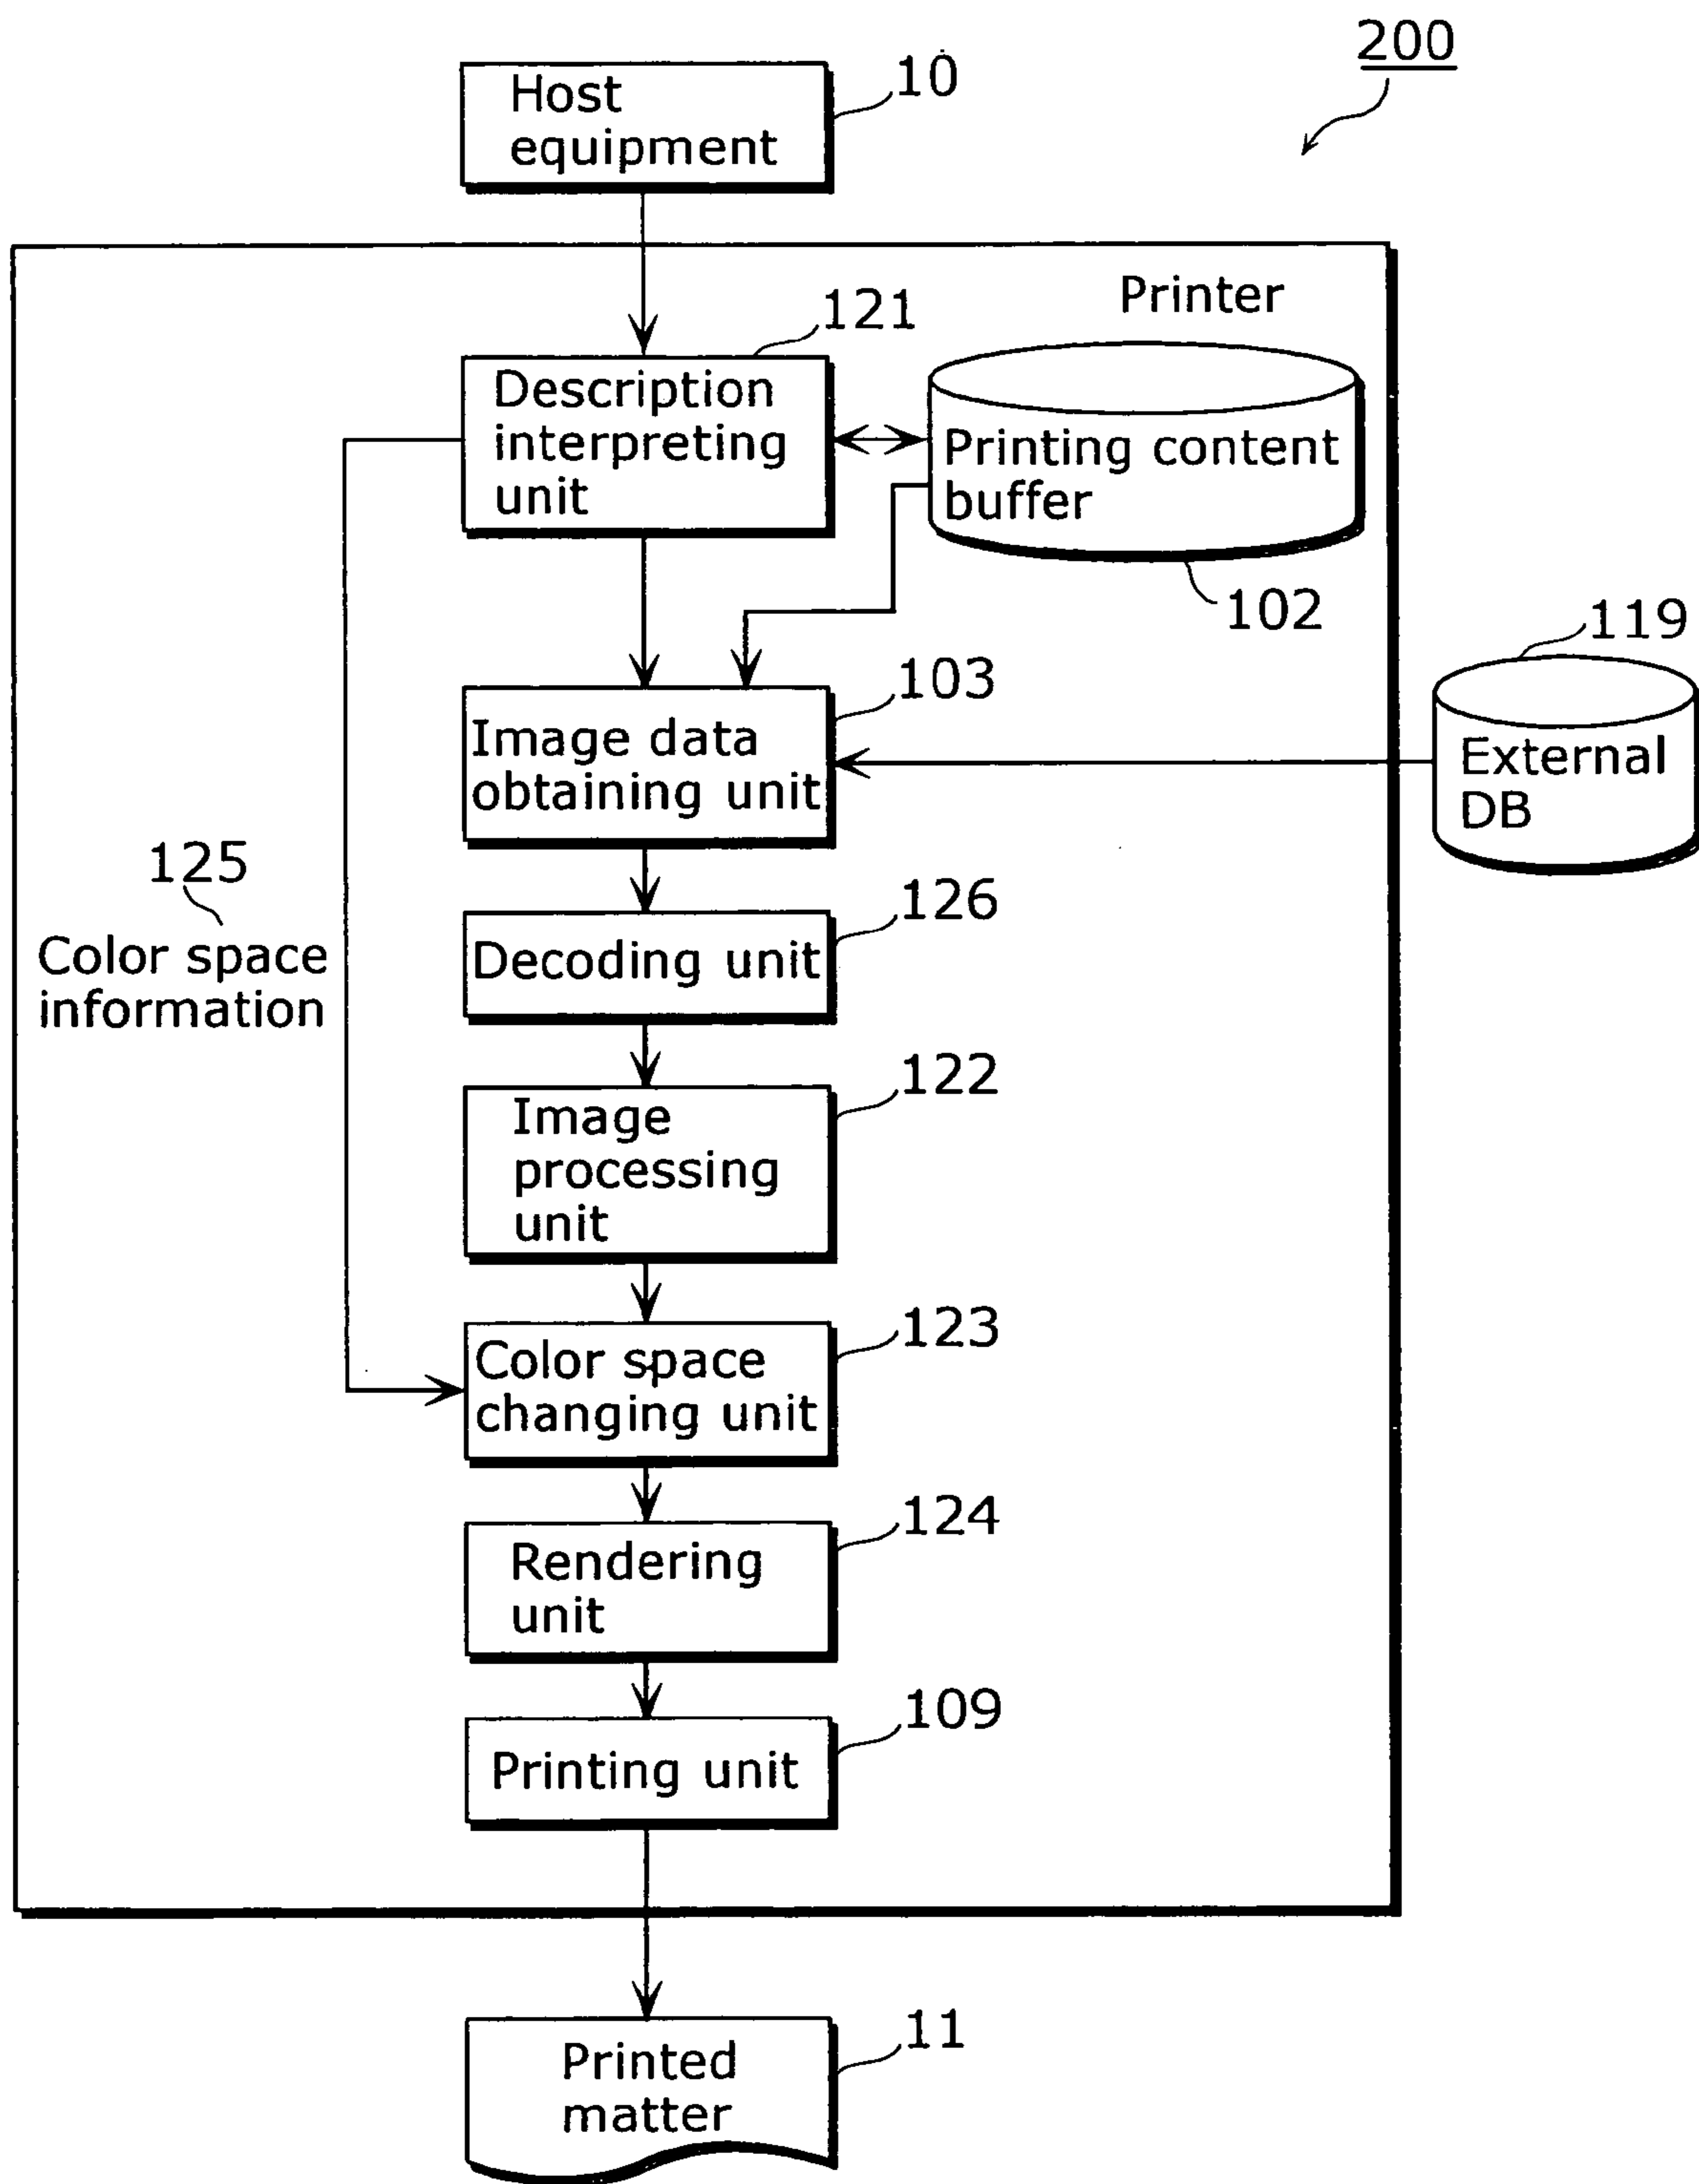 200
Host
equipment
10
Printer
121
Description
interpreting
unit
Printing content
buffer
102
119
External
DB
103
Image data
obtaining unit
125
Color space
information
126
Decoding unit
122
Image
processing
unit
123
Color space
changing unit
124
Rendering
unit
109
Printing unit
11
Printed
matter